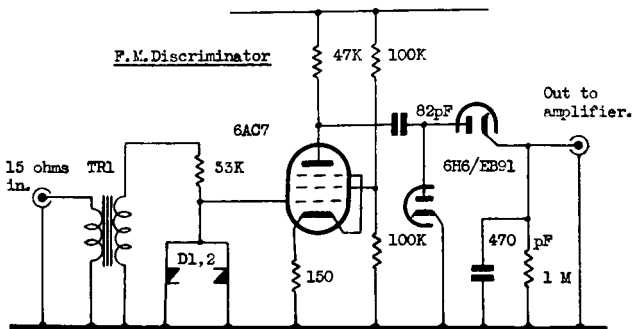 F.M.Discriminator
47K
100K
Out to
amplifier.
82pF
6AC7
6H6/EB91
15 ohms
in.
TR1
33K
D1,2
150
100K
470
pF
1 M